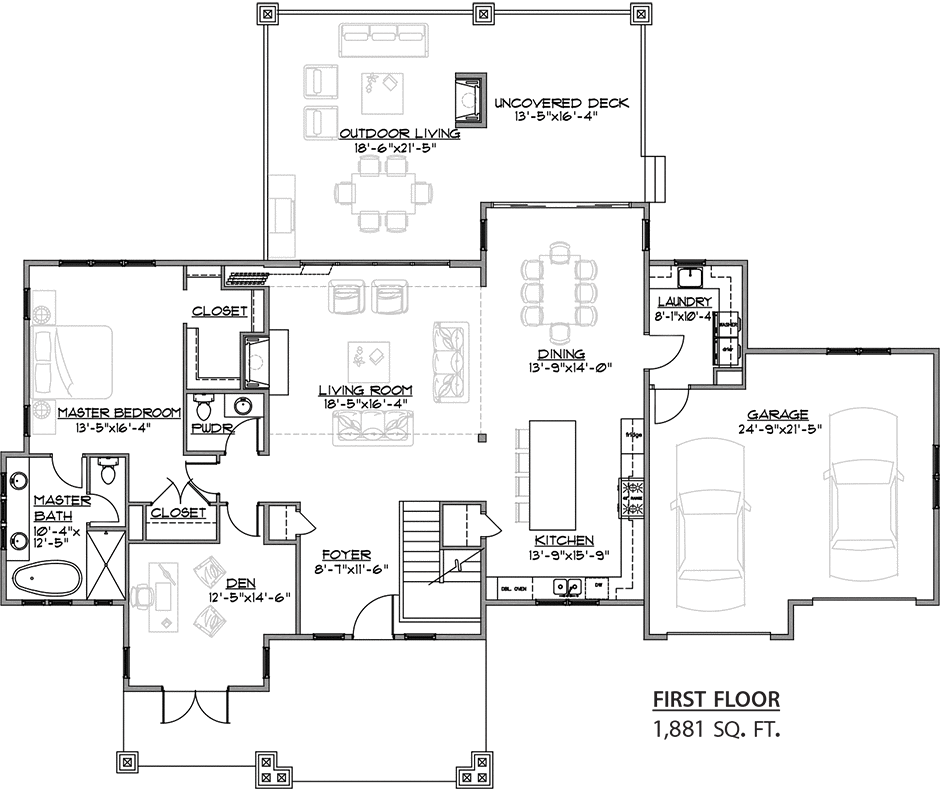 UNCOVERED DECK
13'-5"x16'-4"
OUTDOOR LIVING
18'-6"x21'-5"
CLOSET
LAUNDRY
8'-1"x10'-4
WASHER
DINING
13'-9"x14'-0"
LIVING ROOM
18'-5"x16'-4"
MASTER BEDROOM
13'-5"x16'-4"
PWDR.
GARAGE
24'-9"x21'-5"
fridge
MASTER
BATH
10'-4"x
12'-5"
CLOSET
48" RANGE
KITCHEN
13'-9"x15'-9"
FOYER
8'-7"x11'-6"
DEN
12'-5"x14'-6"
DBL. OVEN
DW
FIRST FLOOR
1,881 SQ. FT.